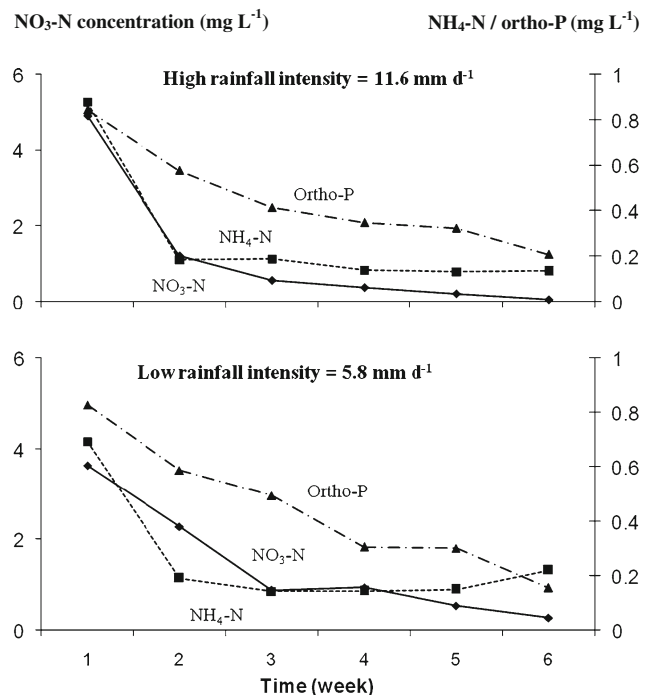 NO₃-N concentration (mg L⁻¹) NH₄-N / ortho-P (mg L⁻¹)
High rainfall intensity = 11.6 mm d⁻¹
6
4
2
0
1
0.8
0.6
0.4
0.2
0
Ortho-P
NH₄-N
NO₃-N
Low rainfall intensity = 5.8 mm d⁻¹
6
4
2
0
1
0.8
0.6
0.4
0.2
0
Ortho-P
NO₃-N
NH₄-N
1 2 3 4 5 6
Time (week)